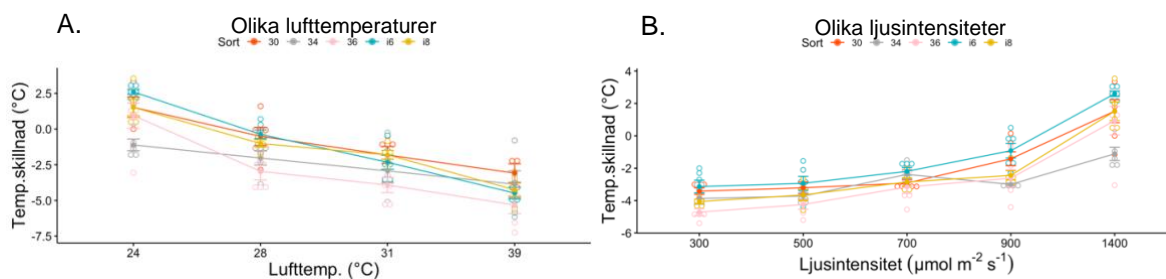 A.
Olika lufttemperaturer
Sort 30 34 36 i6 i8
Temp.skillnad (°C)
2.5
0.0
-2.5
-5.0
-7.5
24 28 31 39
Lufttemp. (°C)
B.
Olika ljusintensiteter
Sort 30 34 36 i6 i8
Temp.skillnad (°C)
4
2
0
-2
-4
-6
300 500 700 900 1400
Ljusintensitet (µmol m⁻² s⁻¹)